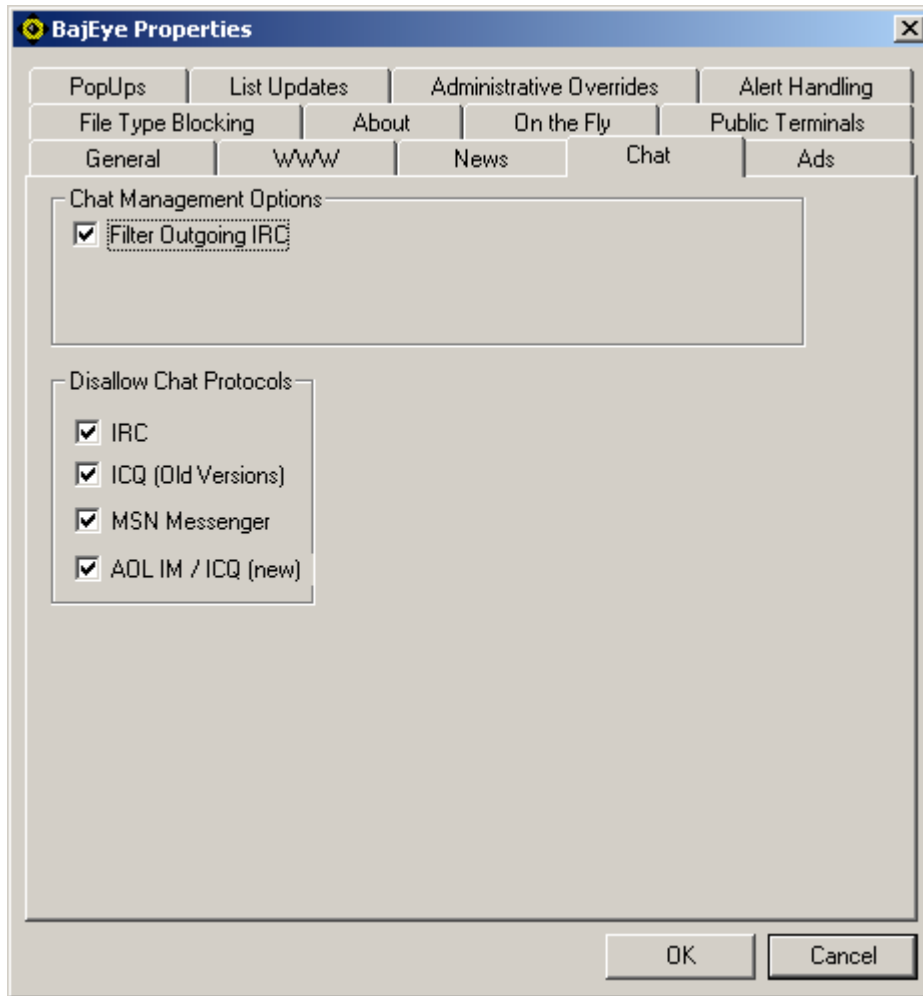 BajEye Properties
PopUps List Updates Administrative Overrides Alert Handling
File Type Blocking About On the Fly Public Terminals
General WWW News Chat Ads
Chat Management Options
Filter Outgoing IRC
Disallow Chat Protocols
IRC
ICQ (Old Versions)
MSN Messenger
AOL IM / ICQ (new)
OK Cancel